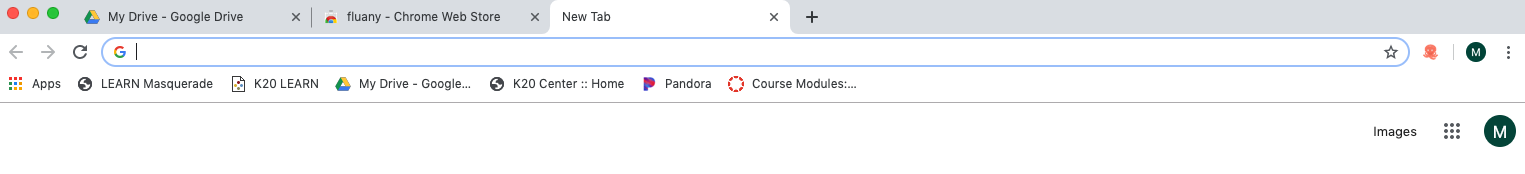 My Drive - Google Drive fluany - Chrome Web Store New Tab
Apps LEARN Masquerade K20 LEARN My Drive - Google... K20 Center :: Home Pandora Course Modules:...
M
Images M